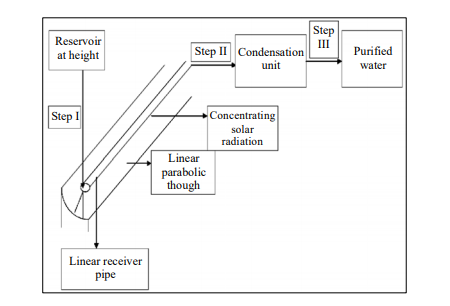 Reservoir
at height
Step I
Step II
Condensation
unit
Step
III
Purified
water
Concentrating
solar
radiation
Linear
parabolic
though
Linear receiver
pipe